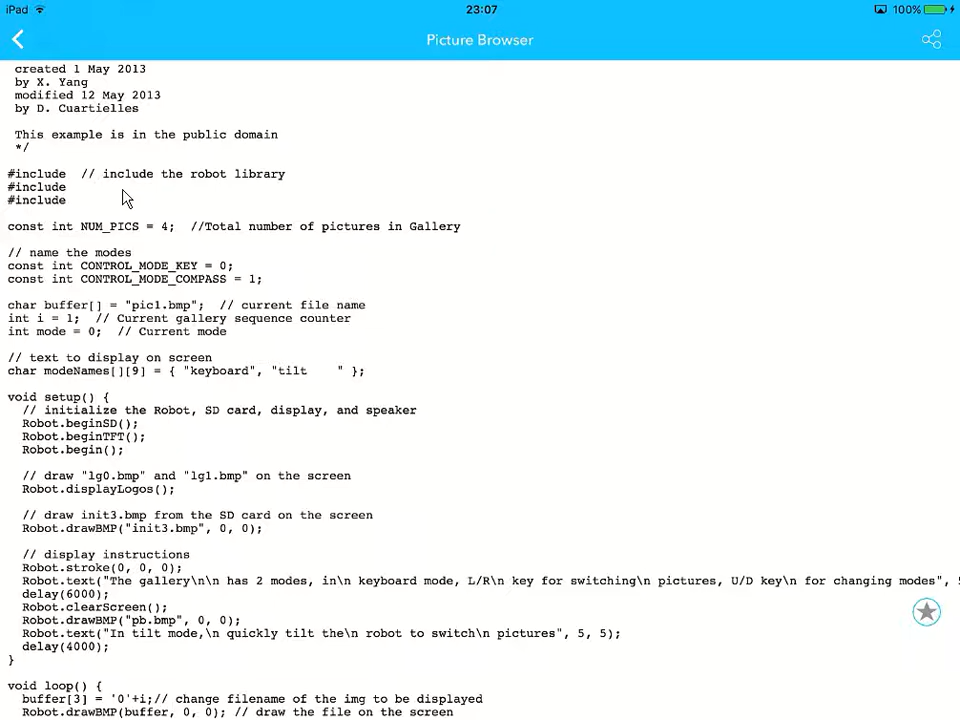 iPad 23:07 100%
Picture Browser
created 1 May 2013
by X. Yang
modified 12 May 2013
by D. Cuartielles
This example is in the public domain
*/
#include  // include the robot library
#include
#include
const int NUM_PICS = 4;  //Total number of pictures in Gallery
// name the modes
const int CONTROL_MODE_KEY = 0;
const int CONTROL_MODE_COMPASS = 1;
char buffer[] = "pic1.bmp";  // current file name
int i = 1;  // Current gallery sequence counter
int mode = 0;  // Current mode
// text to display on screen
char modeNames[][9] = { "keyboard", "tilt    " };
void setup() {
// initialize the Robot, SD card, display, and speaker
Robot.beginSD();
Robot.beginTFT();
Robot.begin();
// draw "lg0.bmp" and "lg1.bmp" on the screen
Robot.displayLogos();
// draw init3.bmp from the SD card on the screen
Robot.drawBMP("init3.bmp", 0, 0);
// display instructions
Robot.stroke(0, 0, 0);
Robot.text("The gallery\n\n has 2 modes, in\n keyboard mode, L/R\n key for switching\n pictures, U/D key\n for changing modes",
delay(6000);
Robot.clearScreen();
Robot.drawBMP("pb.bmp", 0, 0);
Robot.text("In tilt mode,\n quickly tilt the\n robot to switch\n pictures", 5, 5);
delay(4000);
}
void loop() {
buffer[3] = '0'+i;// change filename of the img to be displayed
Robot.drawBMP(buffer, 0, 0); // draw the file on the screen